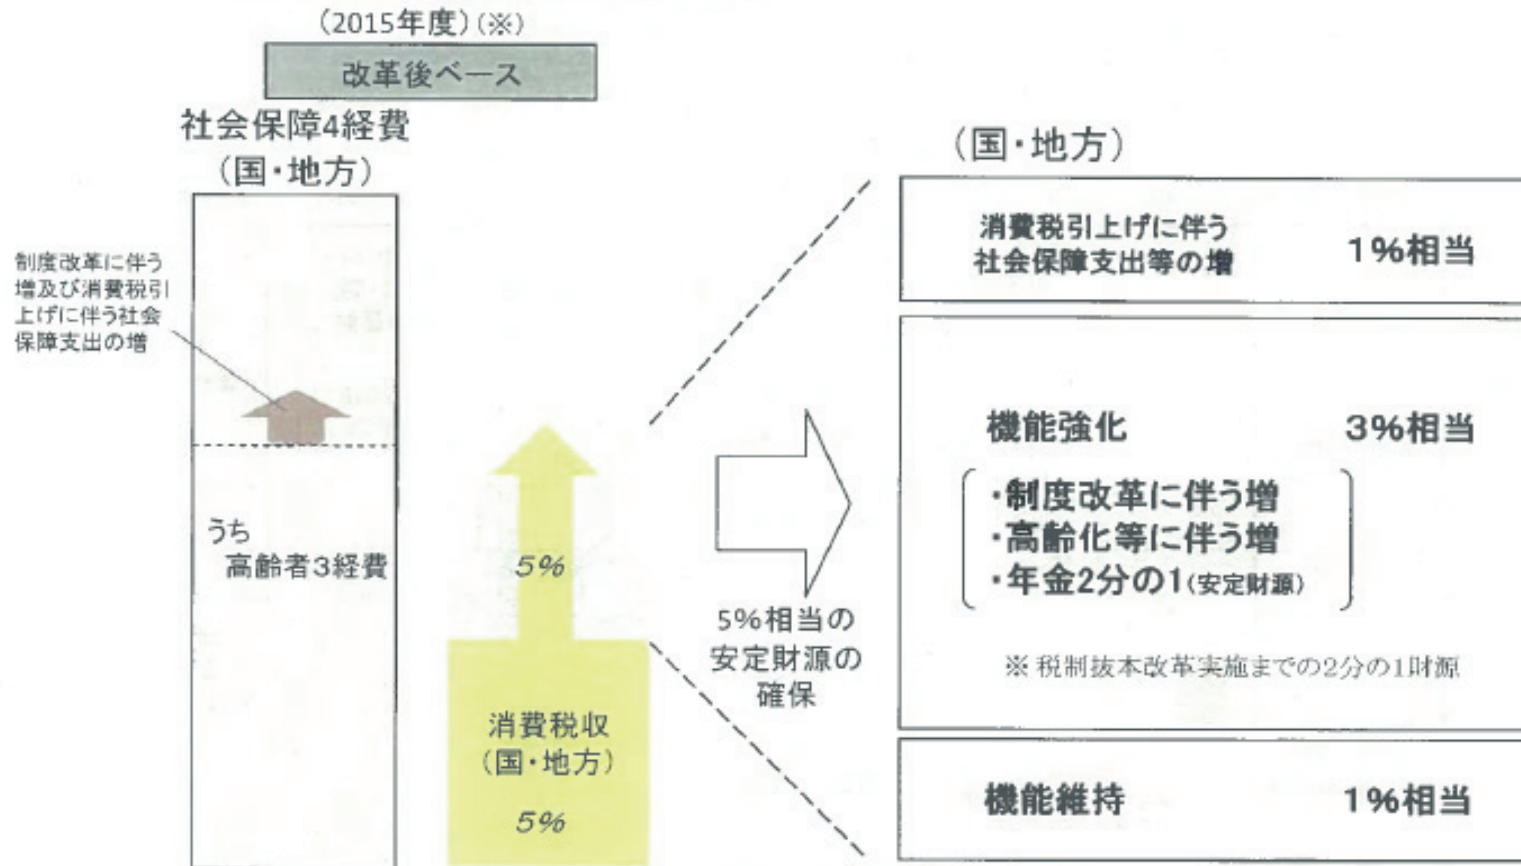 (2015年度)(※)
改革後ベース
社会保障4経費
(国・地方)
制度改革に伴う
増及び消費税引
上げに伴う社会
保障支出の増
うち
高齢者3経費
5%
消費税収
(国・地方)
5%
5%相当の
安定財源の
確保
(国・地方)
消費税引上げに伴う
社会保障支出等の増 1%相当
機能強化 3%相当
・制度改革に伴う増
・高齢化等に伴う増
・年金2分の1(安定財源)
※ 税制抜本改革実施までの2分の1財源
機能維持 1%相当